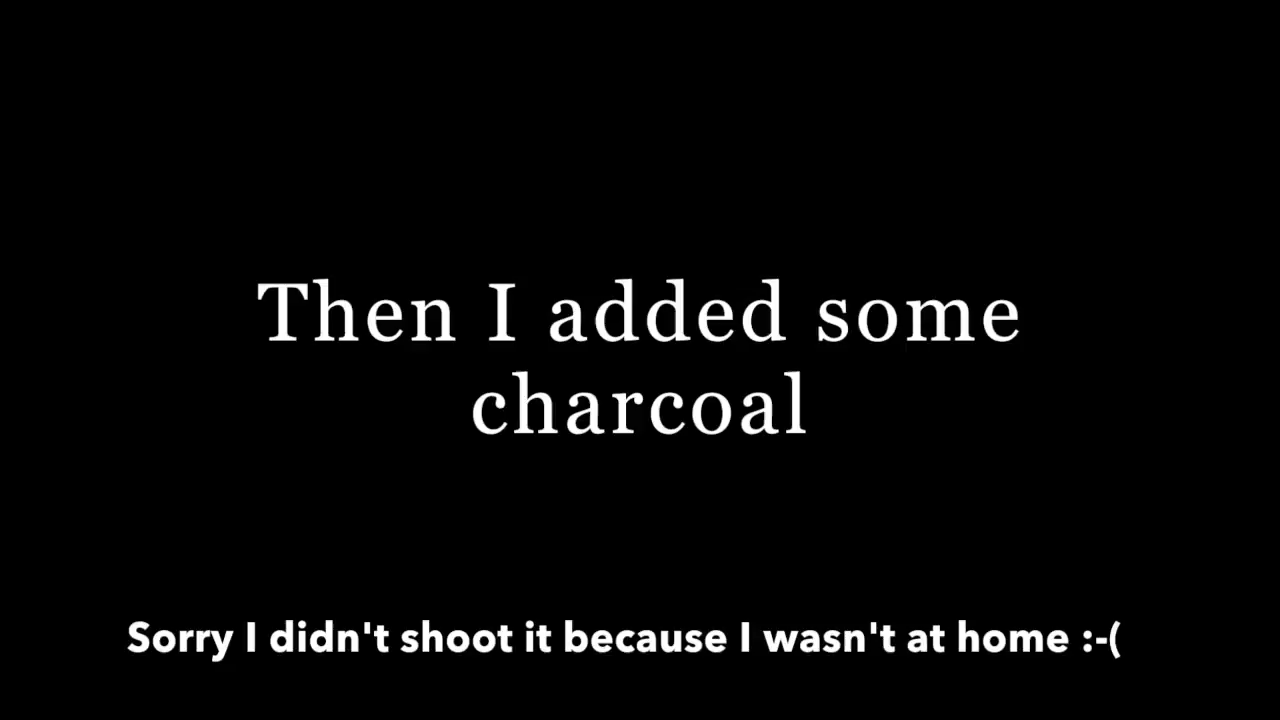 Then I added some
charcoal
Sorry I didn't shoot it because I wasn't at home :-(